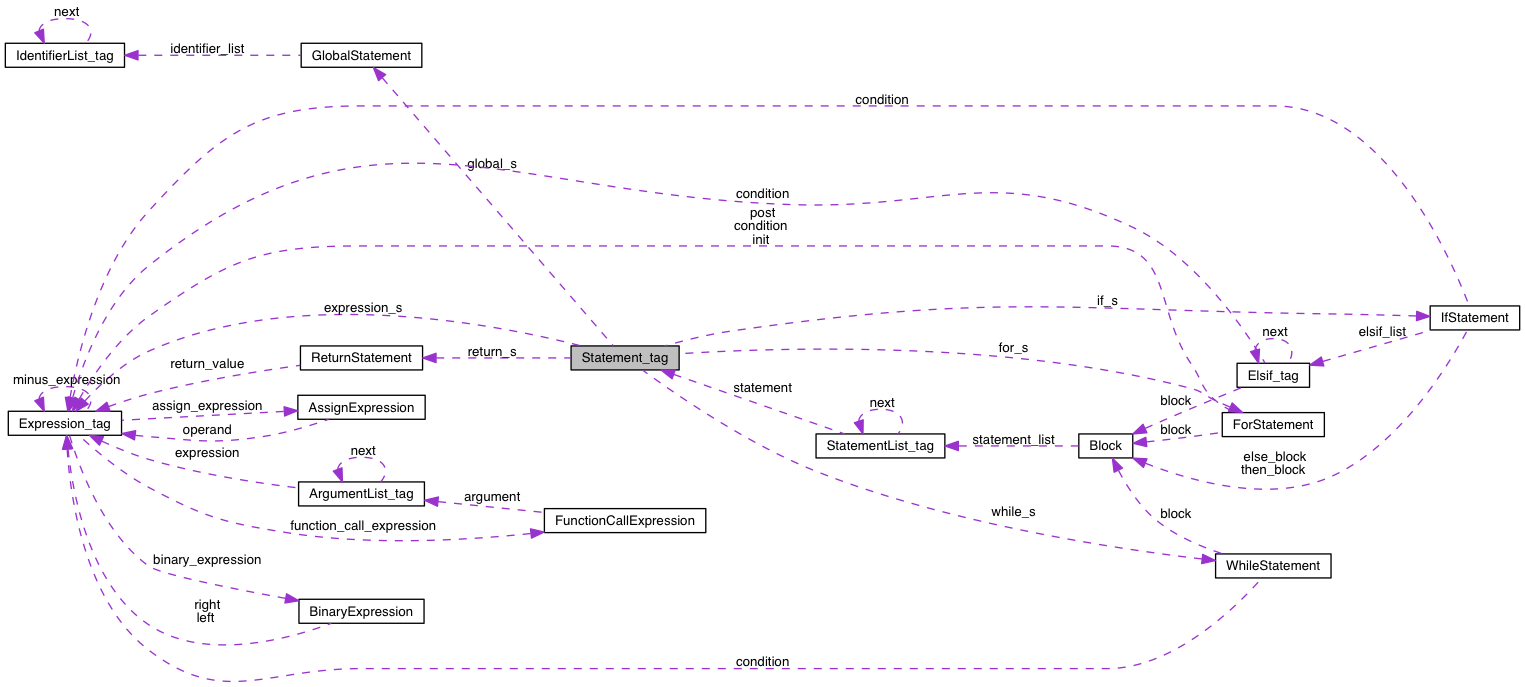 next
IdentifierList_tag
identifier_list
GlobalStatement
condition
global_s
condition
post
condition
init
expression_s
if_s
IfStatement
elsif_list
next
Elsif_tag
return_value
ReturnStatement
return_s
Statement_tag
for_s
minus_expression
Expression_tag
assign_expression
AssignExpression
operand
statement
next
StatementList_tag
statement_list
Block
block
block
ForStatement
else_block
then_block
expression
next
ArgumentList_tag
argument
FunctionCallExpression
function_call_expression
while_s
block
WhileStatement
binary_expression
BinaryExpression
right
left
condition